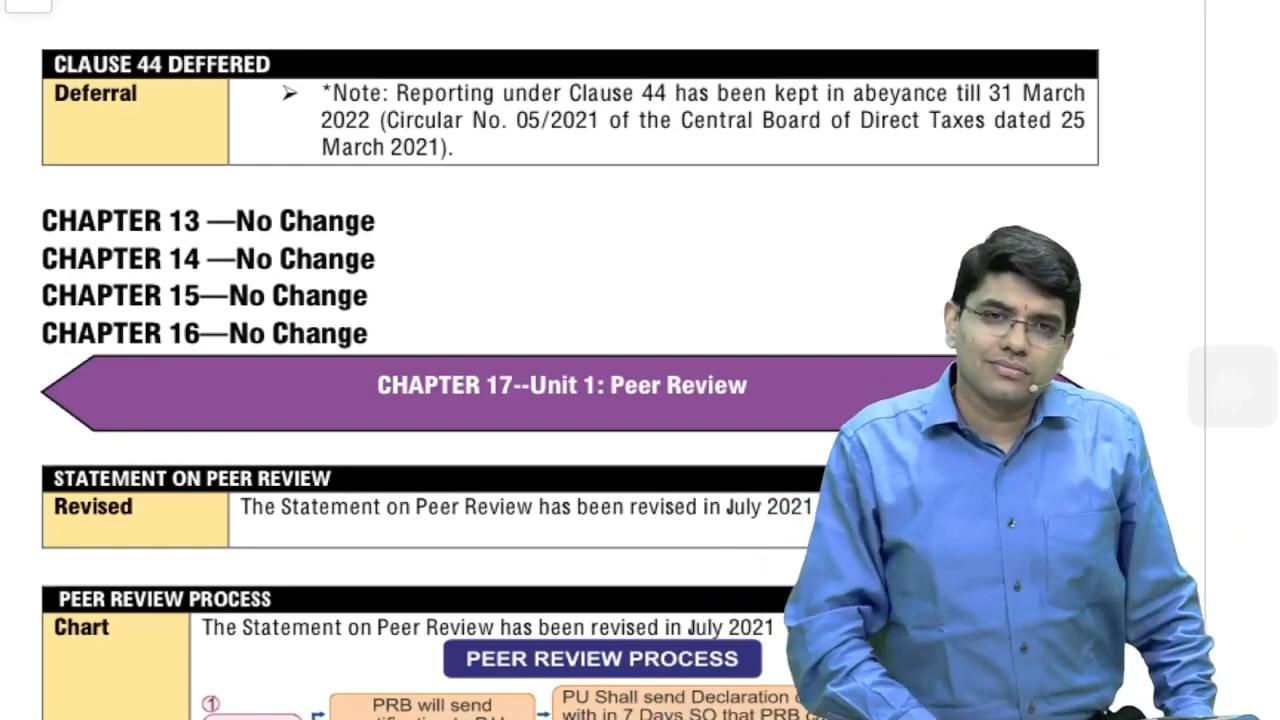 CLAUSE 44 DEFFERED
Deferral
➢ *Note: Reporting under Clause 44 has been kept in abeyance till 31 March
2022 (Circular No. 05/2021 of the Central Board of Direct Taxes dated 25
March 2021).
CHAPTER 13 —No Change
CHAPTER 14 —No Change
CHAPTER 15—No Change
CHAPTER 16—No Change
CHAPTER 17--Unit 1: Peer Review
STATEMENT ON PEER REVIEW
Revised
The Statement on Peer Review has been revised in July 2021
PEER REVIEW PROCESS
Chart
The Statement on Peer Review has been revised in July 2021
PEER REVIEW PROCESS
①
PRB will send
PU Shall send Declaration
with in 7 Days SO that PRB